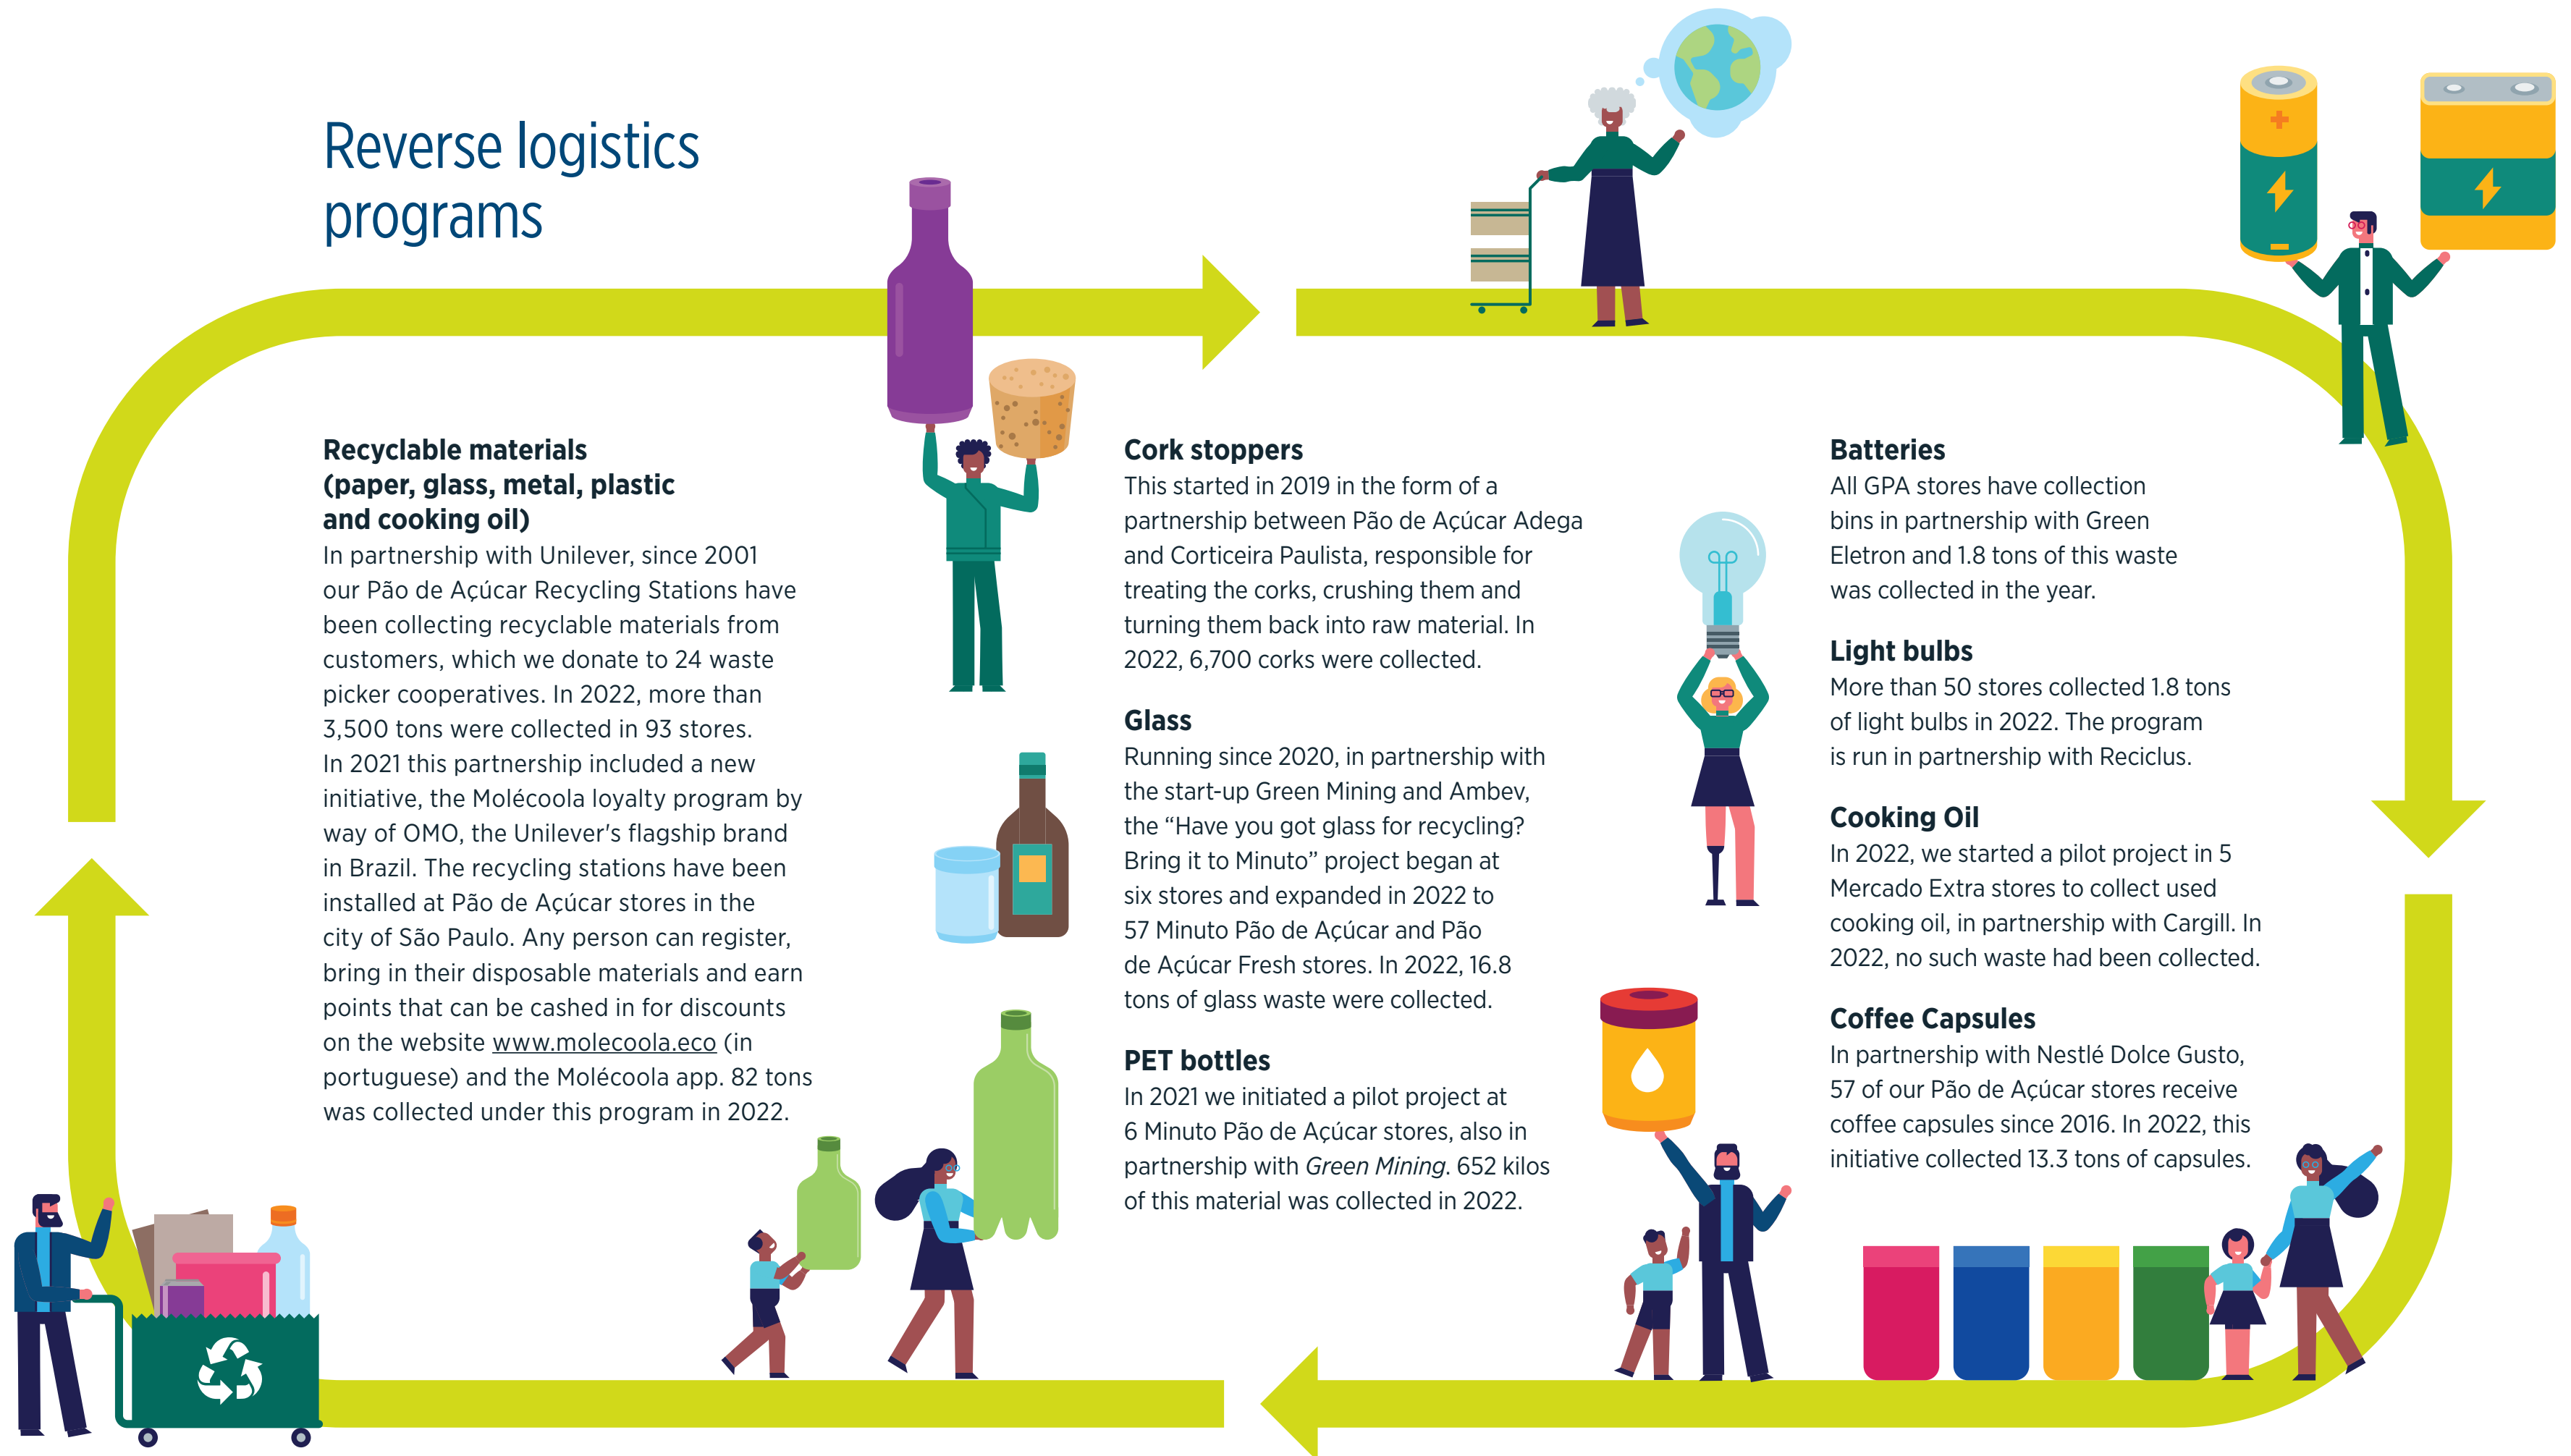 Reverse logistics
programs
Recyclable materials
(paper, glass, metal, plastic
and cooking oil)
In partnership with Unilever, since 2001
our Pão de Açúcar Recycling Stations have
been collecting recyclable materials from
customers, which we donate to 24 waste
picker cooperatives. In 2022, more than
3,500 tons were collected in 93 stores.
In 2021 this partnership included a new
initiative, the Molécoola loyalty program by
way of OMO, the Unilever's flagship brand
in Brazil. The recycling stations have been
installed at Pão de Açúcar stores in the
city of São Paulo. Any person can register,
bring in their disposable materials and earn
points that can be cashed in for discounts
on the website www.molecoola.eco (in
portuguese) and the Molécoola app. 82 tons
was collected under this program in 2022.
Cork stoppers
This started in 2019 in the form of a
partnership between Pão de Açúcar Adega
and Corticeira Paulista, responsible for
treating the corks, crushing them and
turning them back into raw material. In
2022, 6,700 corks were collected.
Glass
Running since 2020, in partnership with
the start-up Green Mining and Ambev,
the “Have you got glass for recycling?
Bring it to Minuto” project began at
six stores and expanded in 2022 to
57 Minuto Pão de Açúcar and Pão
de Açúcar Fresh stores. In 2022, 16.8
tons of glass waste were collected.
PET bottles
In 2021 we initiated a pilot project at
6 Minuto Pão de Açúcar stores, also in
partnership with Green Mining. 652 kilos
of this material was collected in 2022.
Batteries
All GPA stores have collection
bins in partnership with Green
Eletron and 1.8 tons of this waste
was collected in the year.
Light bulbs
More than 50 stores collected 1.8 tons
of light bulbs in 2022. The program
is run in partnership with Reciclus.
Cooking Oil
In 2022, we started a pilot project in 5
Mercado Extra stores to collect used
cooking oil, in partnership with Cargill. In
2022, no such waste had been collected.
Coffee Capsules
In partnership with Nestlé Dolce Gusto,
57 of our Pão de Açúcar stores receive
coffee capsules since 2016. In 2022, this
initiative collected 13.3 tons of capsules.